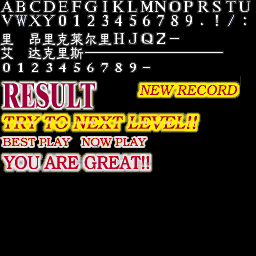 ABCDEFGIKLMNOPRSTU
VWXY0123456789.!/:
里 昂里克莱尔里HJQZ-
艾 达克里斯
0123456789-
RESULT
NEW RECORD
TRY TO NEXT LEVEL!!
BEST PLAY NOW PLAY
YOU ARE GREAT!!